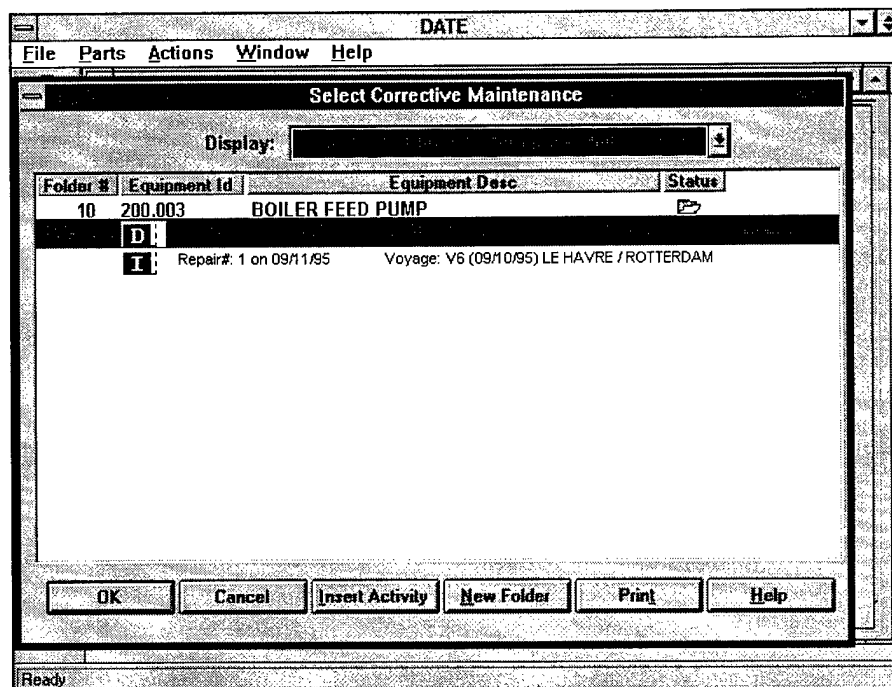 DATE
File Parts Actions Window Help
Select Corrective Maintenance
Display:
Folder # Equipment Id Equipment Desc Status
10 200.003 BOILER FEED PUMP
D
I Repair#: 1 on 09/11/95 Voyage: V6 (09/10/95) LE HAVRE / ROTTERDAM
OK Cancel Insert Activity New Folder Print Help
Ready